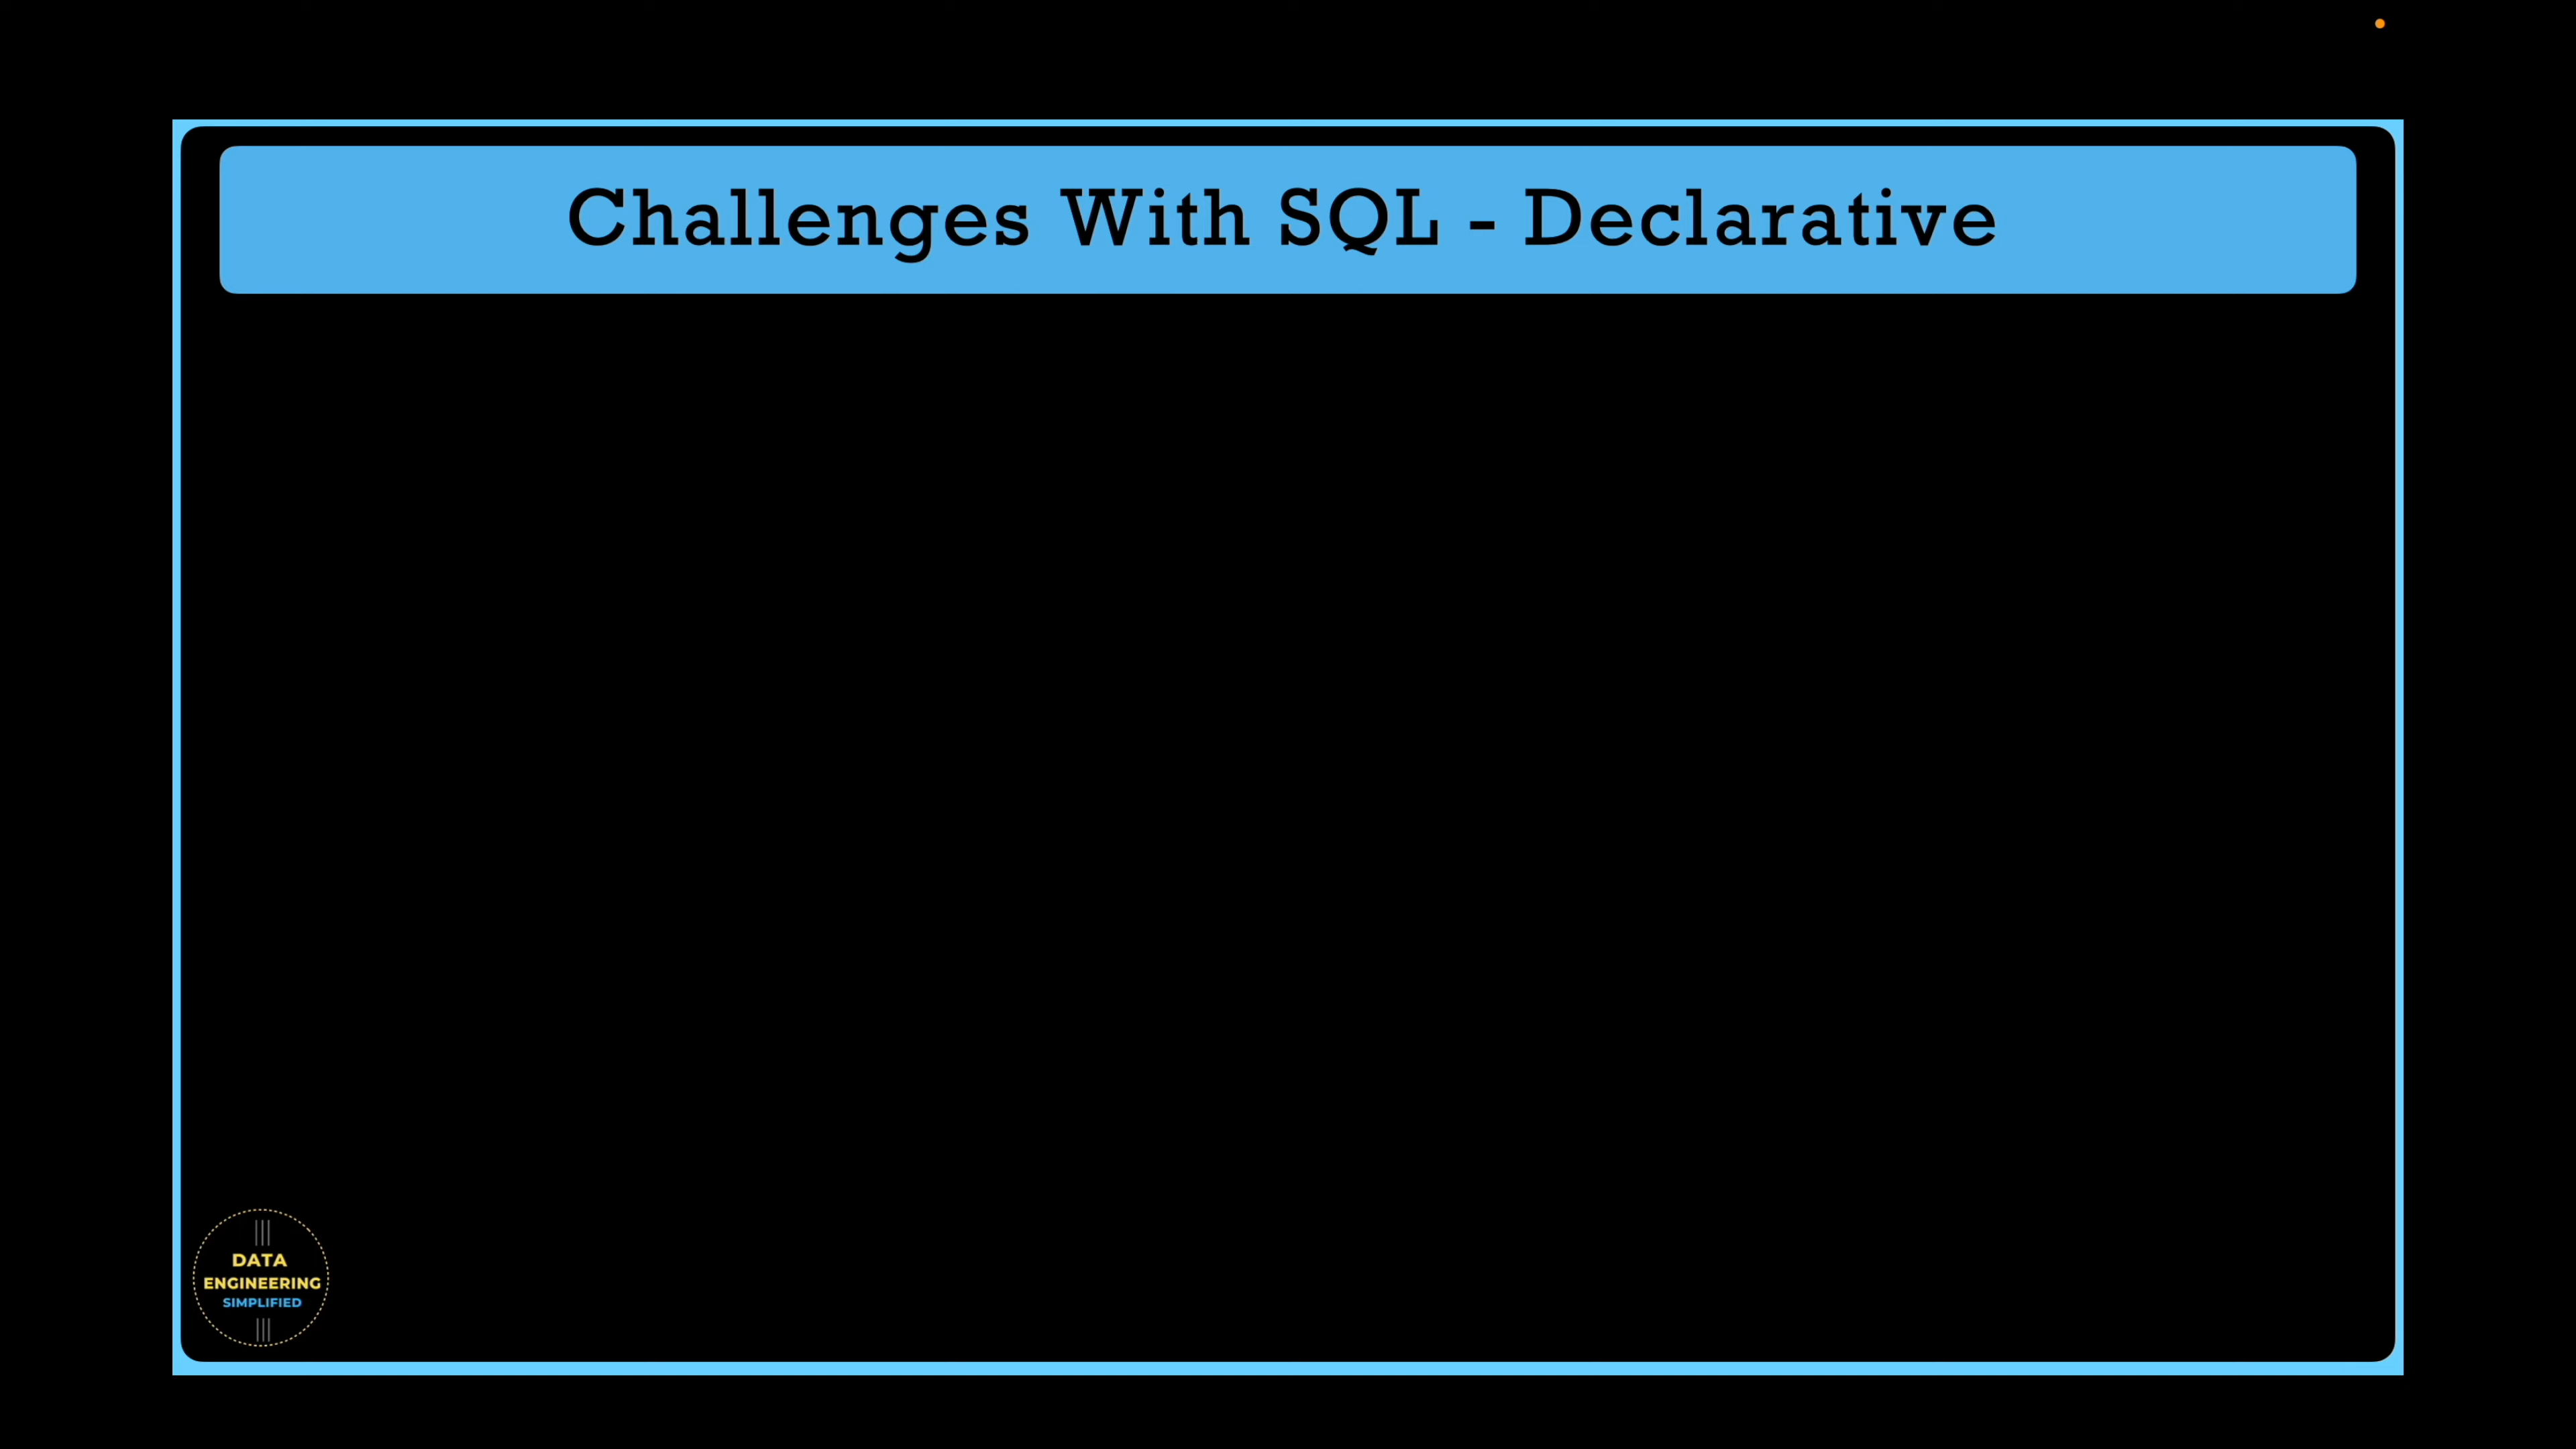 Challenges With SQL - Declarative
DATA
ENGINEERING
SIMPLIFIED